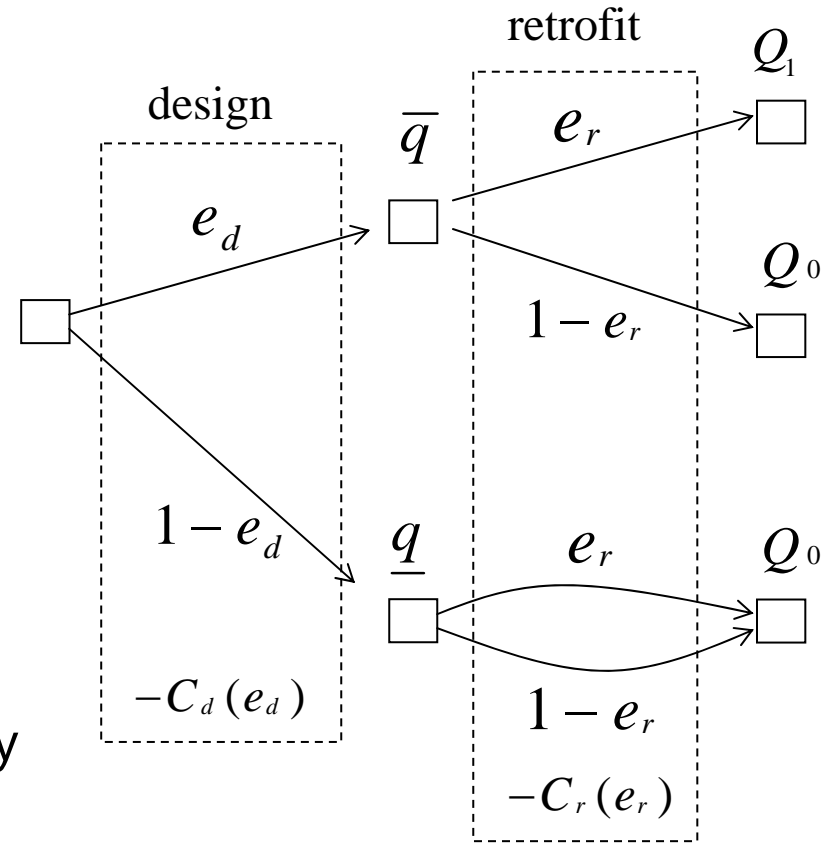 retrofit
Q₁
design
q̅
e_r
e_d
Q₀
1 − e_r
1 − e_d
q̲
e_r
Q₀
−C_d(e_d)
1 − e_r
y
−C_r(e_r)